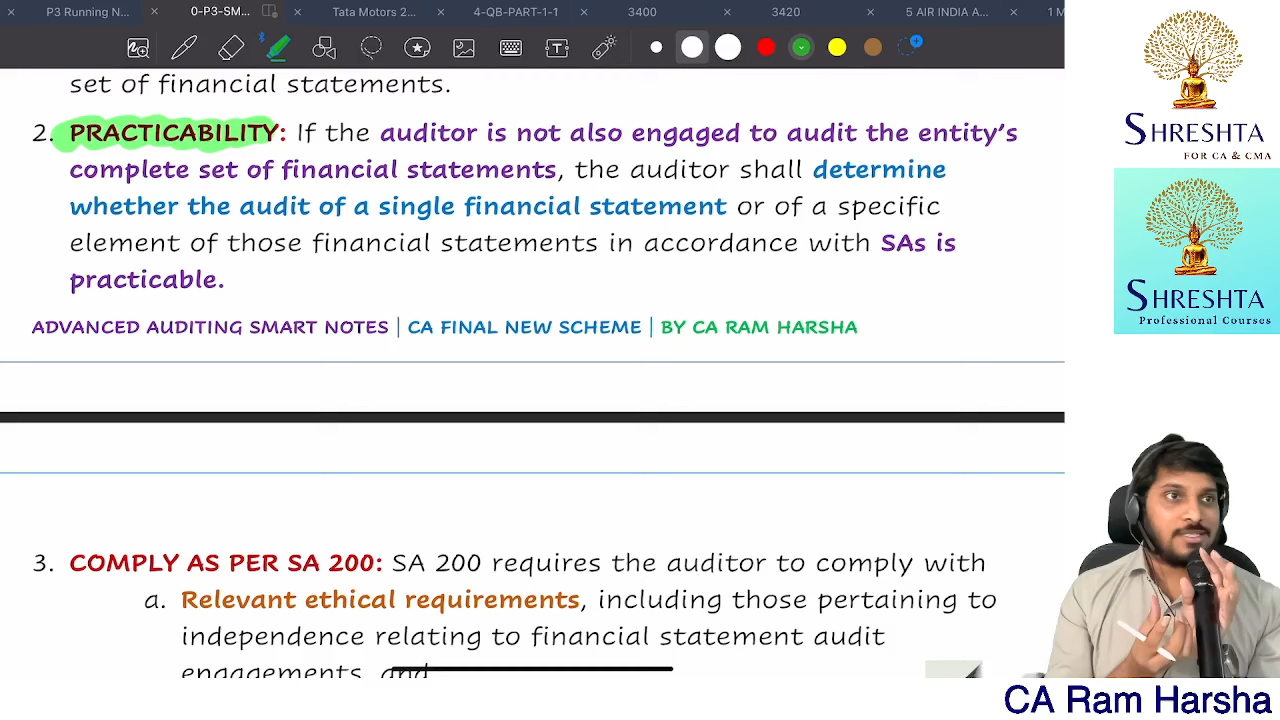 P3 Running N...
0-P3-SM...
Tata Motors 2...
4-QB-PART-1-1
3400
3420
5 AIR INDIA A...
1 M
set of financial statements.
2. PRACTICABILITY: If the auditor is not also engaged to audit the entity's
complete set of financial statements, the auditor shall determine
whether the audit of a single financial statement or of a specific
element of those financial statements in accordance with SAs is
practicable.
ADVANCED AUDITING SMART NOTES | CA FINAL NEW SCHEME | BY CA RAM HARSHA
3. COMPLY AS PER SA 200: SA 200 requires the auditor to comply with
a. Relevant ethical requirements, including those pertaining to
independence relating to financial statement audit
engagements, and
SHRESHTA
FOR CA & CMA
SHRESHTA
Professional Courses
CA Ram Harsha